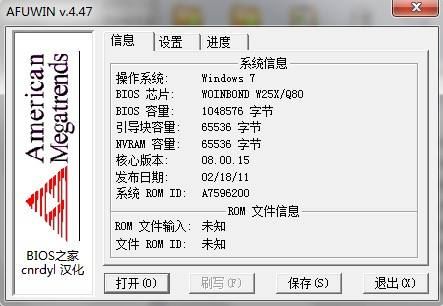 AFUWIN v.4.47
American
Megatrends
BIOS之家
cnrdyl 汉化
信息
设置
进度
系统信息
操作系统: Windows 7
BIOS 芯片: WOINBOND W25X/Q80
BIOS 容量: 1048576 字节
引导块容量: 65536 字节
NVRAM 容量: 65536 字节
核心版本: 08.00.15
发布日期: 02/18/11
系统 ROM ID: A7596200
ROM 文件信息
ROM 文件输入: 未知
文件 ROM ID: 未知
打开(O)
刷写(F)
保存(S)
退出(X)